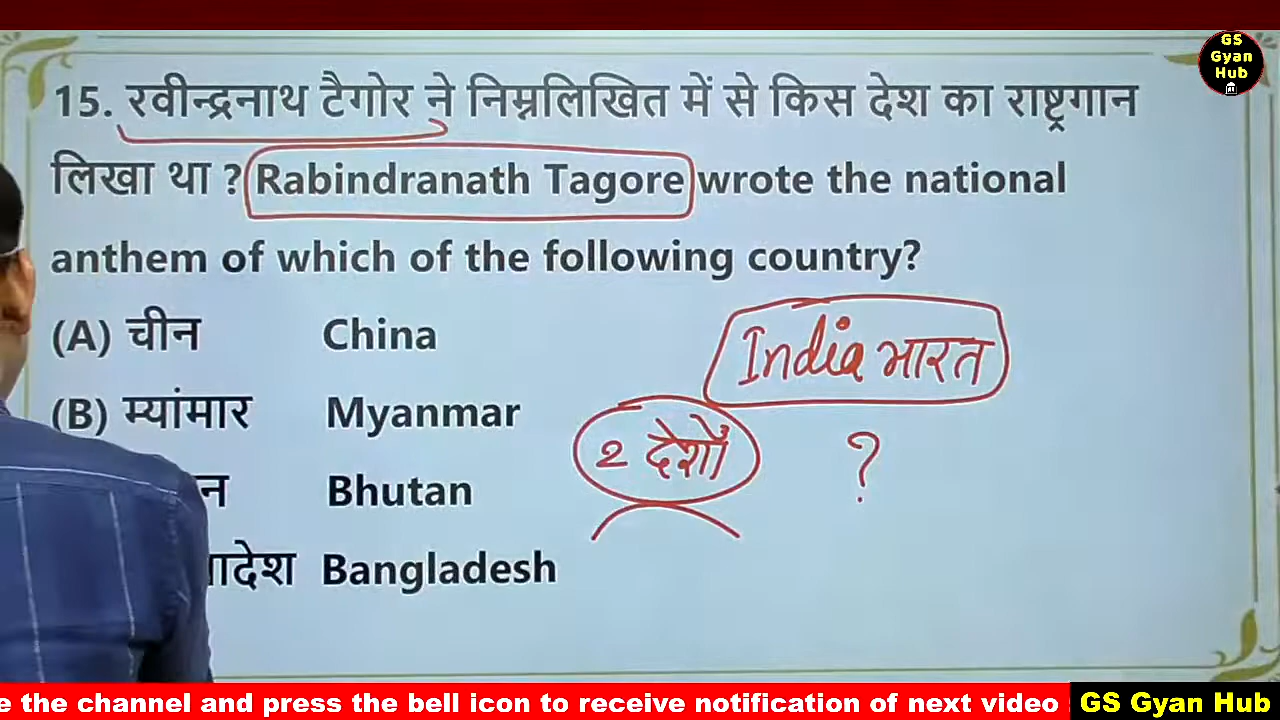 GS
Gyan
Hub
15. रवीन्द्रनाथ टैगोर ने निम्नलिखित में से किस देश का राष्ट्रगान
लिखा था ? Rabindranath Tagore wrote the national
anthem of which of the following country?
(A) चीन China
(B) म्यांमार Myanmar
India भारत
2 देशों
?
Bhutan
Bangladesh
e the channel and press the bell icon to receive notification of next video
GS Gyan Hub